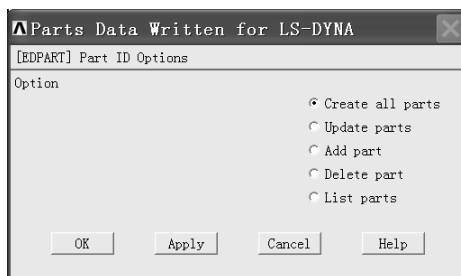 Parts Data Written for LS-DYNA
[EDPART] Part ID Options
Option
Create all parts
Update parts
Add part
Delete part
List parts
OK Apply Cancel Help